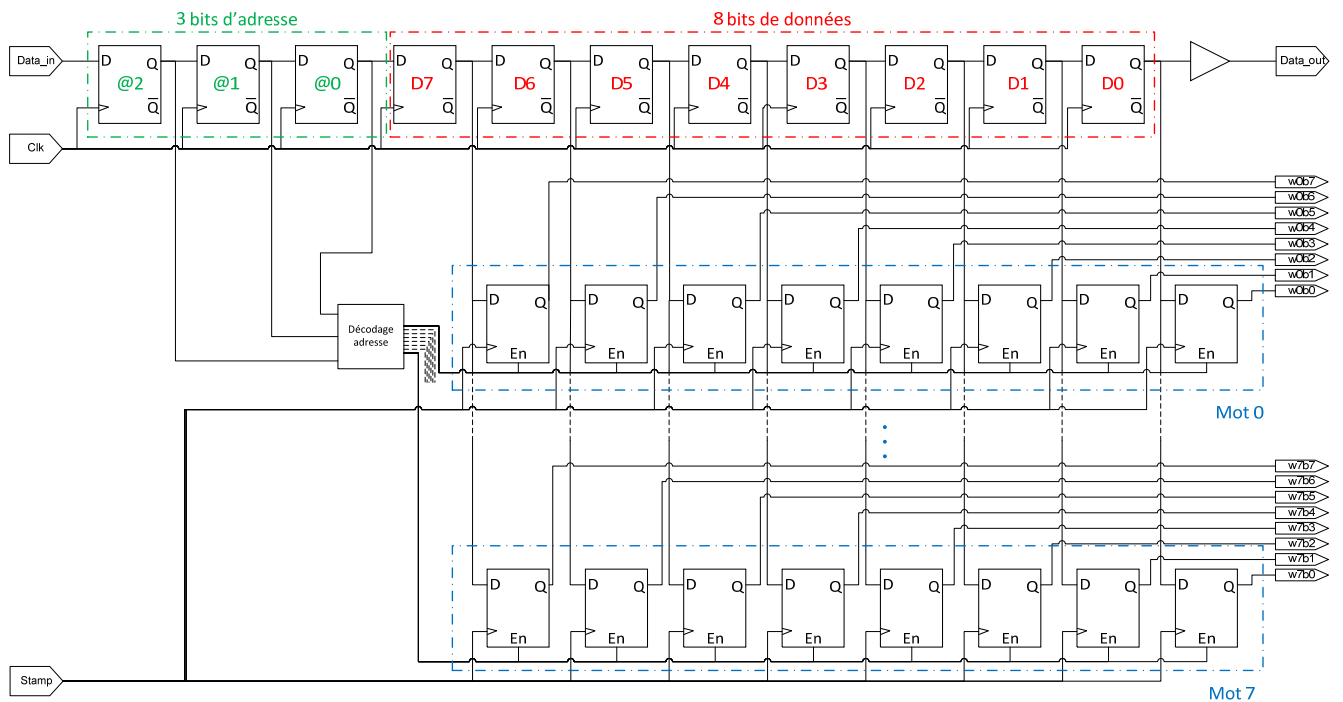 3 bits d'adresse
8 bits de données
Data_in
D Q
@2
Q
D Q
@1
Q
D Q
@0
Q
D Q
D7
Q
D Q
D6
Q
D Q
D5
Q
D Q
D4
Q
D Q
D3
Q
D Q
D2
Q
D Q
D1
Q
D Q
D0
Q
Data_out
Clk
w0b7
w0b6
w0b5
w0b4
w0b3
w0b2
w0b1
w0b0
D Q
En
D Q
En
D Q
En
D Q
En
D Q
En
D Q
En
D Q
En
D Q
En
Décodage
adresse
Mot 0
w7b7
w7b6
w7b5
w7b4
w7b3
w7b2
w7b1
w7b0
D Q
En
D Q
En
D Q
En
D Q
En
D Q
En
D Q
En
D Q
En
D Q
En
Stamp
Mot 7